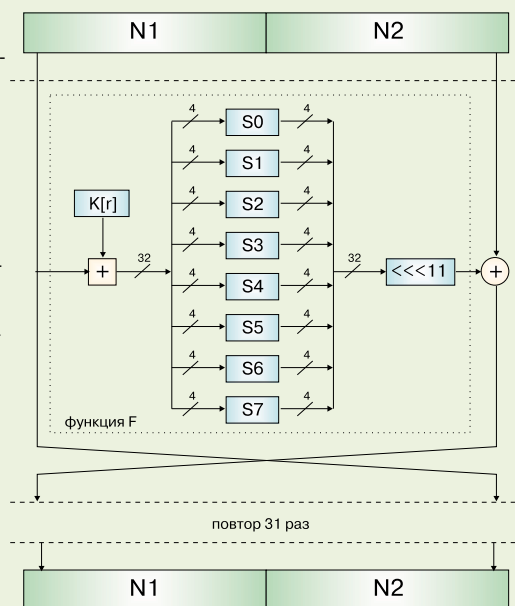 N1 N2
4 S0 4
4 S1 4
4 S2 4
K[r]
4 S3 4
+ 32 32 <<<11 +
4 S4 4
4 S5 4
4 S6 4
4 S7 4
функция F
повтор 31 раз
N1 N2